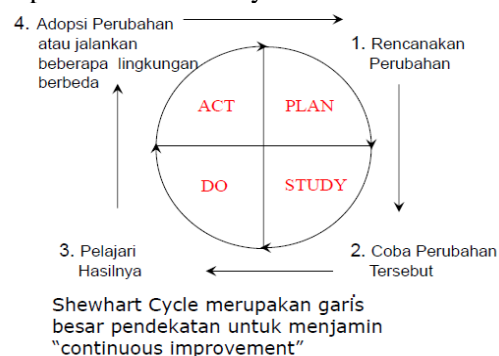 4. Adopsi Perubahan
atau jalankan
beberapa lingkungan
berbeda
1. Rencanakan
Perubahan
ACT
PLAN
DO
STUDY
3. Pelajari
Hasilnya
2. Coba Perubahan
Tersebut
Shewhart Cycle merupakan garis
besar pendekatan untuk menjamin
“continuous improvement”